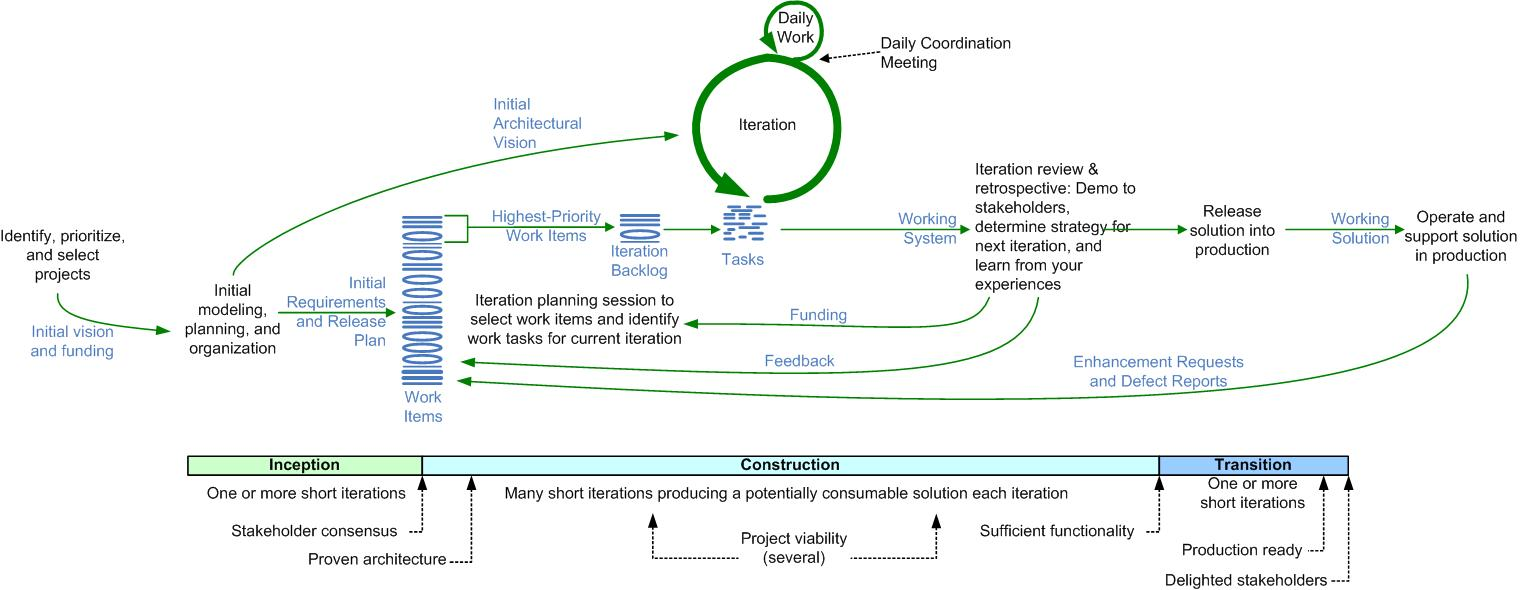 Daily
Work
Daily Coordination
Meeting
Iteration
Initial
Architectural
Vision
Iteration review &
retrospective: Demo to
stakeholders,
determine strategy for
next iteration, and
learn from your
experiences
Identify, prioritize,
and select
projects
Initial vision
and funding
Initial
modeling,
planning, and
organization
Initial
Requirements
and Release
Plan
Work
Items
Highest-Priority
Work Items
Iteration
Backlog
Tasks
Working
System
Release
solution into
production
Working
Solution
Operate and
support solution
in production
Iteration planning session to
select work items and identify
work tasks for current iteration
Funding
Feedback
Enhancement Requests
and Defect Reports
Inception
Construction
Transition
One or more short iterations
Many short iterations producing a potentially consumable solution each iteration
One or more
short iterations
Stakeholder consensus
Proven architecture
Project viability
(several)
Sufficient functionality
Production ready
Delighted stakeholders